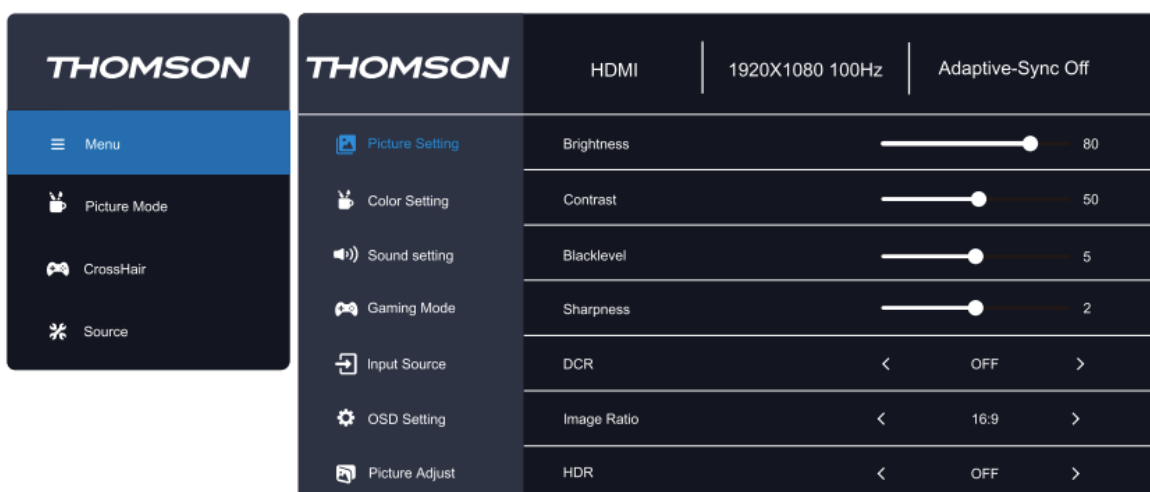 THOMSON
Menu
Picture Mode
CrossHair
Source
THOMSON HDMI 1920X1080 100Hz Adaptive-Sync Off
Picture Setting Brightness 80
Color Setting Contrast 50
Sound setting Blacklevel 5
Gaming Mode Sharpness 2
Input Source DCR OFF
OSD Setting Image Ratio 16:9
Picture Adjust HDR OFF